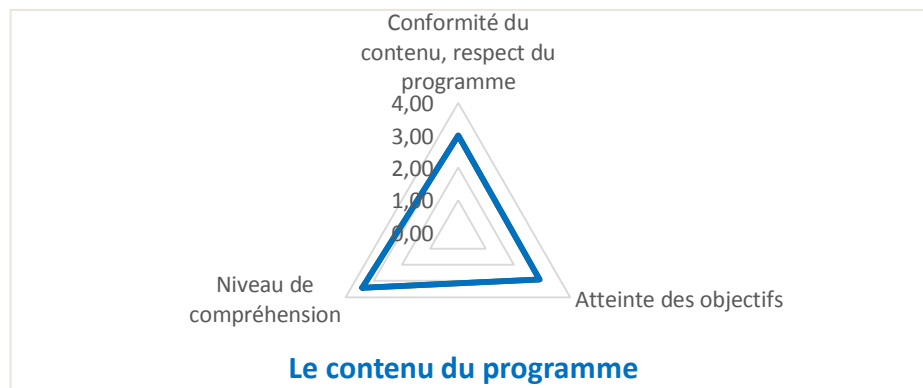 Conformité du
contenu, respect du
programme
4,00
3,00
2,00
1,00
0,00
Niveau de
compréhension
Atteinte des objectifs
Le contenu du programme